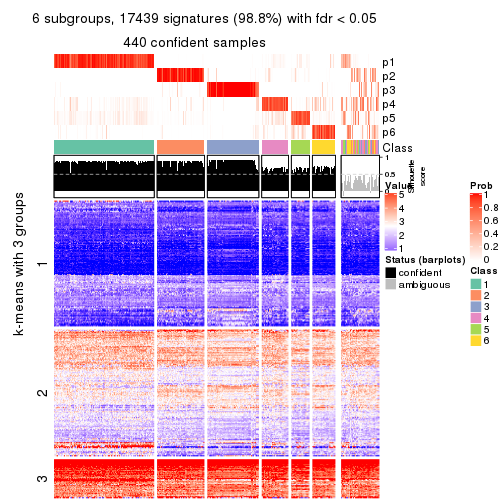 6 subgroups, 17439 signatures (98.8%) with fdr < 0.05
440 confident samples
p1
p2
p3
p4
p5
p6
Class
1
0.5
0
Silhouette
score
k-means with 3 groups
1
2
3
Value
5
4
3
2
1
Status (barplots)
confident
ambiguous
Prob
1
0.8
0.6
0.4
0.2
0
Class
1
2
3
4
5
6